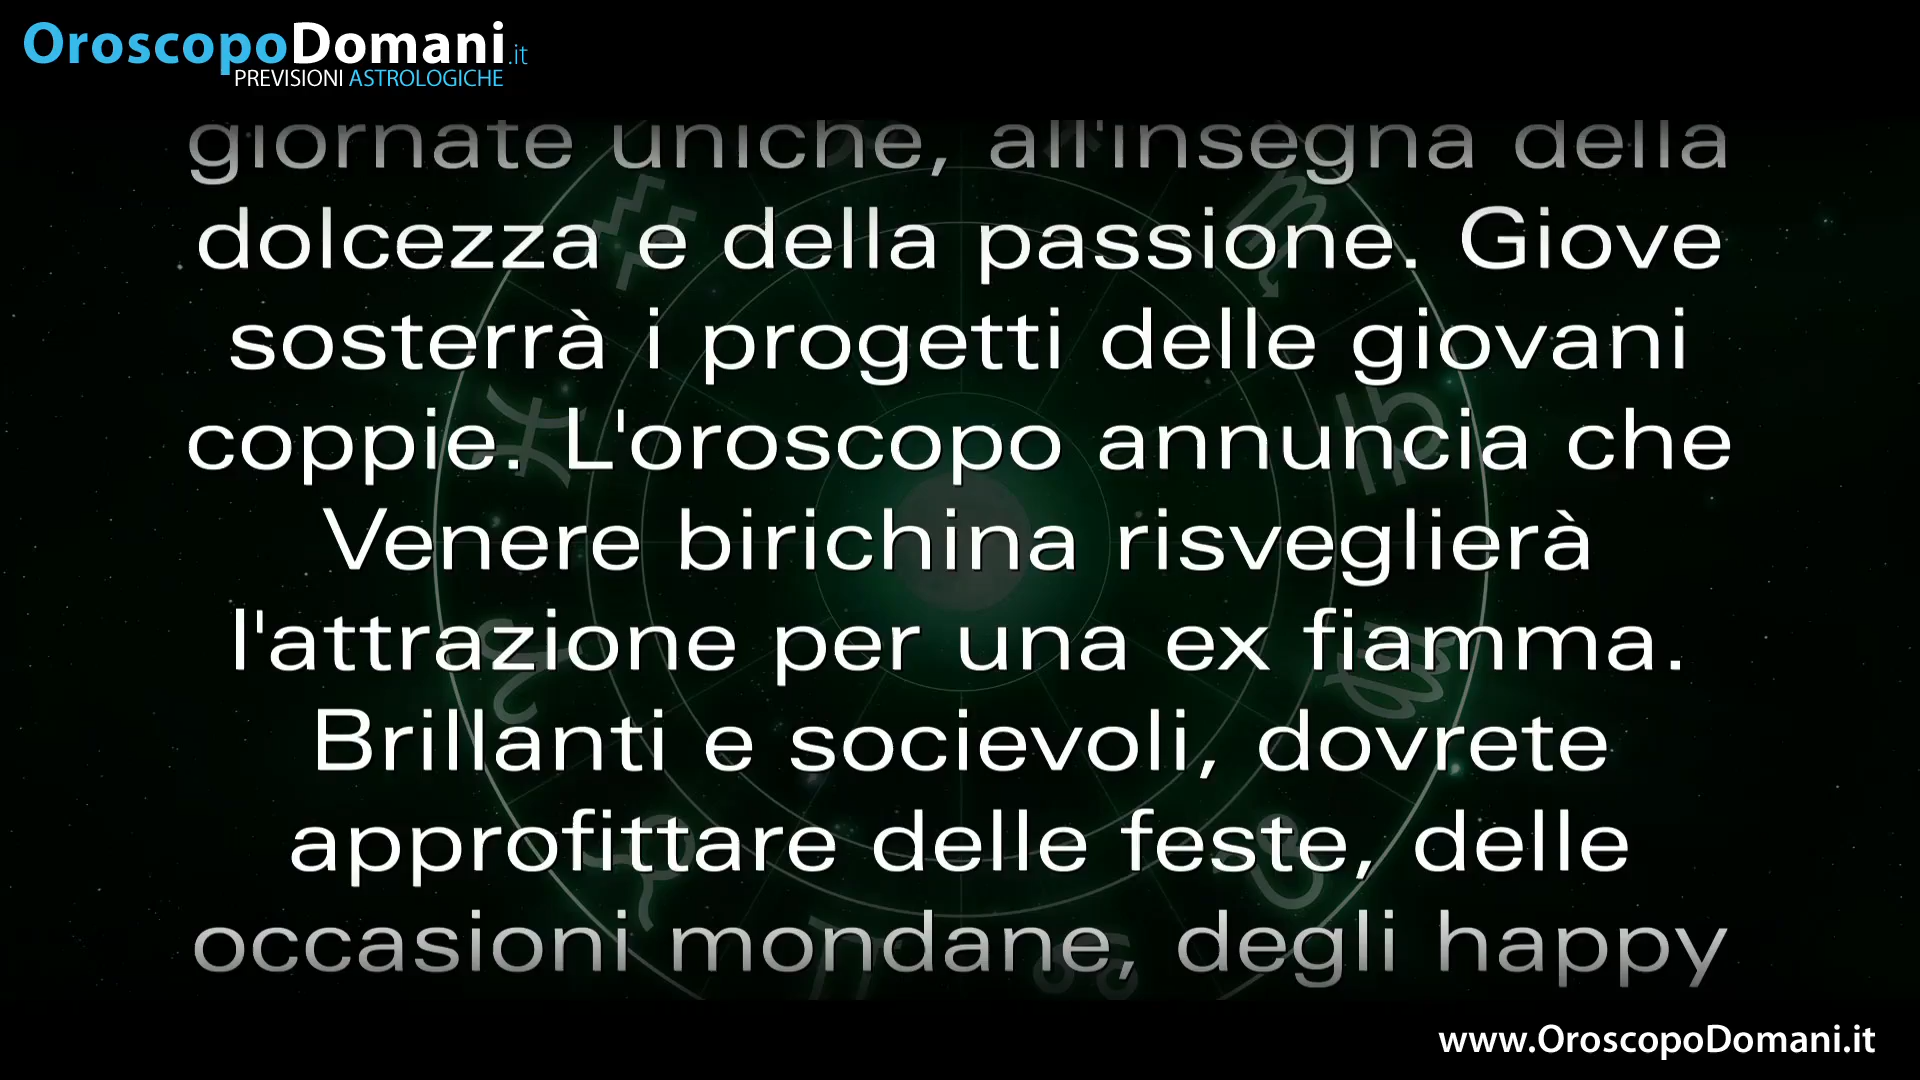 OroscopoDomani.it
PREVISIONI ASTROLOGICHE
giornate uniche, all'insegna della
dolcezza e della passione. Giove
sosterrà i progetti delle giovani
coppie. L'oroscopo annuncia che
Venere birichina risveglierà
l'attrazione per una ex fiamma.
Brillanti e socievoli, dovrete
approfittare delle feste, delle
occasioni mondane, degli happy
www.OroscopoDomani.it